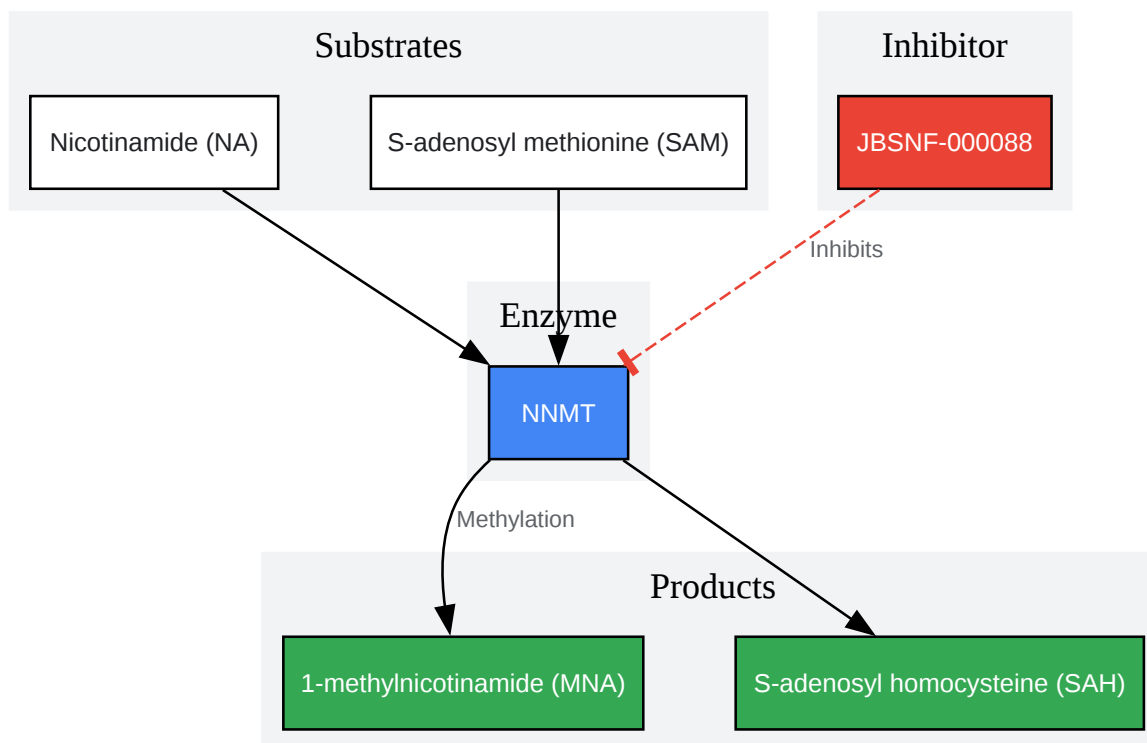 Substrates
Inhibitor
Nicotinamide (NA)
S-adenosyl methionine (SAM)
JBSNF-000088
Inhibits
Enzyme
NNMT
Methylation
Products
1-methylnicotinamide (MNA)
S-adenosyl homocysteine (SAH)